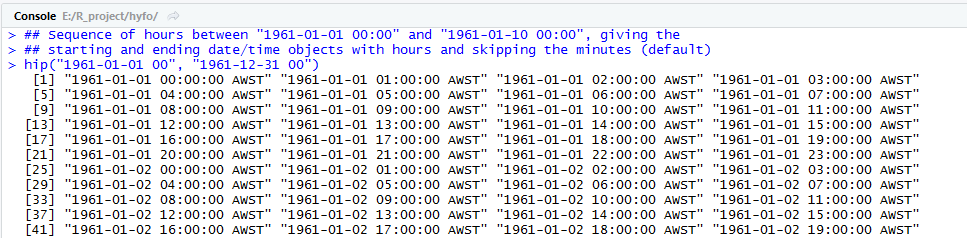 Console E:/R_project/hyfo/
> ## Sequence of hours between "1961-01-01 00:00" and "1961-01-10 00:00", giving the
> ## starting and ending date/time objects with hours and skipping the minutes (default)
> hip("1961-01-01 00", "1961-12-31 00")
[1] "1961-01-01 00:00:00 AWST" "1961-01-01 01:00:00 AWST" "1961-01-01 02:00:00 AWST" "1961-01-01 03:00:00 AWST"
[5] "1961-01-01 04:00:00 AWST" "1961-01-01 05:00:00 AWST" "1961-01-01 06:00:00 AWST" "1961-01-01 07:00:00 AWST"
[9] "1961-01-01 08:00:00 AWST" "1961-01-01 09:00:00 AWST" "1961-01-01 10:00:00 AWST" "1961-01-01 11:00:00 AWST"
[13] "1961-01-01 12:00:00 AWST" "1961-01-01 13:00:00 AWST" "1961-01-01 14:00:00 AWST" "1961-01-01 15:00:00 AWST"
[17] "1961-01-01 16:00:00 AWST" "1961-01-01 17:00:00 AWST" "1961-01-01 18:00:00 AWST" "1961-01-01 19:00:00 AWST"
[21] "1961-01-01 20:00:00 AWST" "1961-01-01 21:00:00 AWST" "1961-01-01 22:00:00 AWST" "1961-01-01 23:00:00 AWST"
[25] "1961-01-02 00:00:00 AWST" "1961-01-02 01:00:00 AWST" "1961-01-02 02:00:00 AWST" "1961-01-02 03:00:00 AWST"
[29] "1961-01-02 04:00:00 AWST" "1961-01-02 05:00:00 AWST" "1961-01-02 06:00:00 AWST" "1961-01-02 07:00:00 AWST"
[33] "1961-01-02 08:00:00 AWST" "1961-01-02 09:00:00 AWST" "1961-01-02 10:00:00 AWST" "1961-01-02 11:00:00 AWST"
[37] "1961-01-02 12:00:00 AWST" "1961-01-02 13:00:00 AWST" "1961-01-02 14:00:00 AWST" "1961-01-02 15:00:00 AWST"
[41] "1961-01-02 16:00:00 AWST" "1961-01-02 17:00:00 AWST" "1961-01-02 18:00:00 AWST" "1961-01-02 19:00:00 AWST"